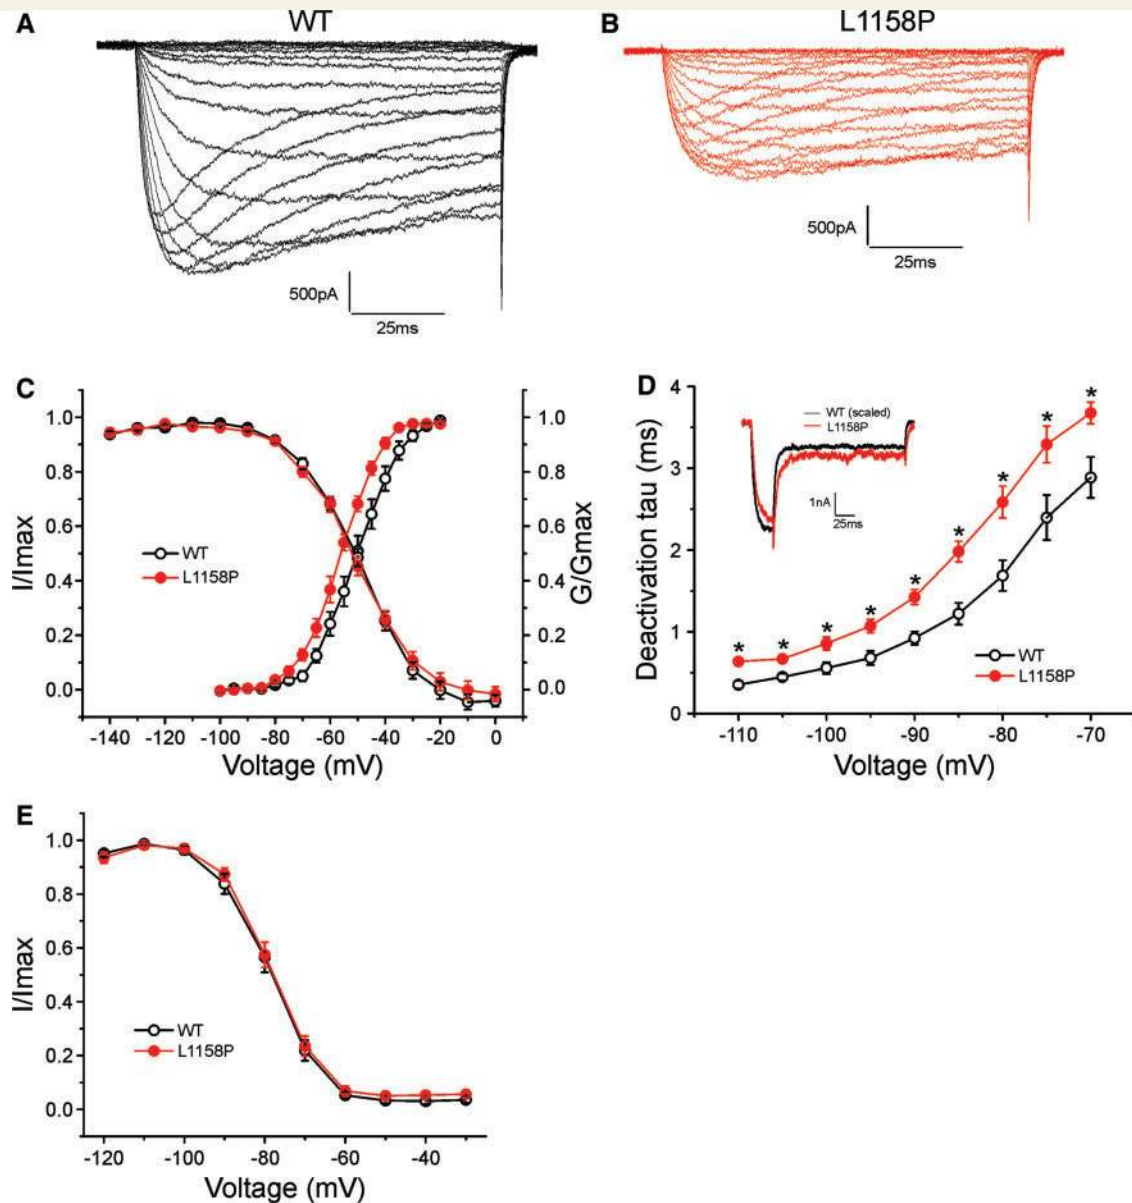 A
WT
500pA
25ms
B
L1158P
500pA
25ms
C
I/Imax
G/Gmax
1.0
0.8
0.6
0.4
0.2
0.0
1.0
0.8
0.6
0.4
0.2
0.0
WT
L1158P
-140 -120 -100 -80 -60 -40 -20 0
Voltage (mV)
D
Deactivation tau (ms)
4
3
2
1
0
WT (scaled)
L1158P
1nA
25ms
* * * * * * * * *
WT
L1158P
-110 -100 -90 -80 -70
Voltage (mV)
E
I/Imax
1.0
0.8
0.6
0.4
0.2
0.0
WT
L1158P
-120 -100 -80 -60 -40
Voltage (mV)